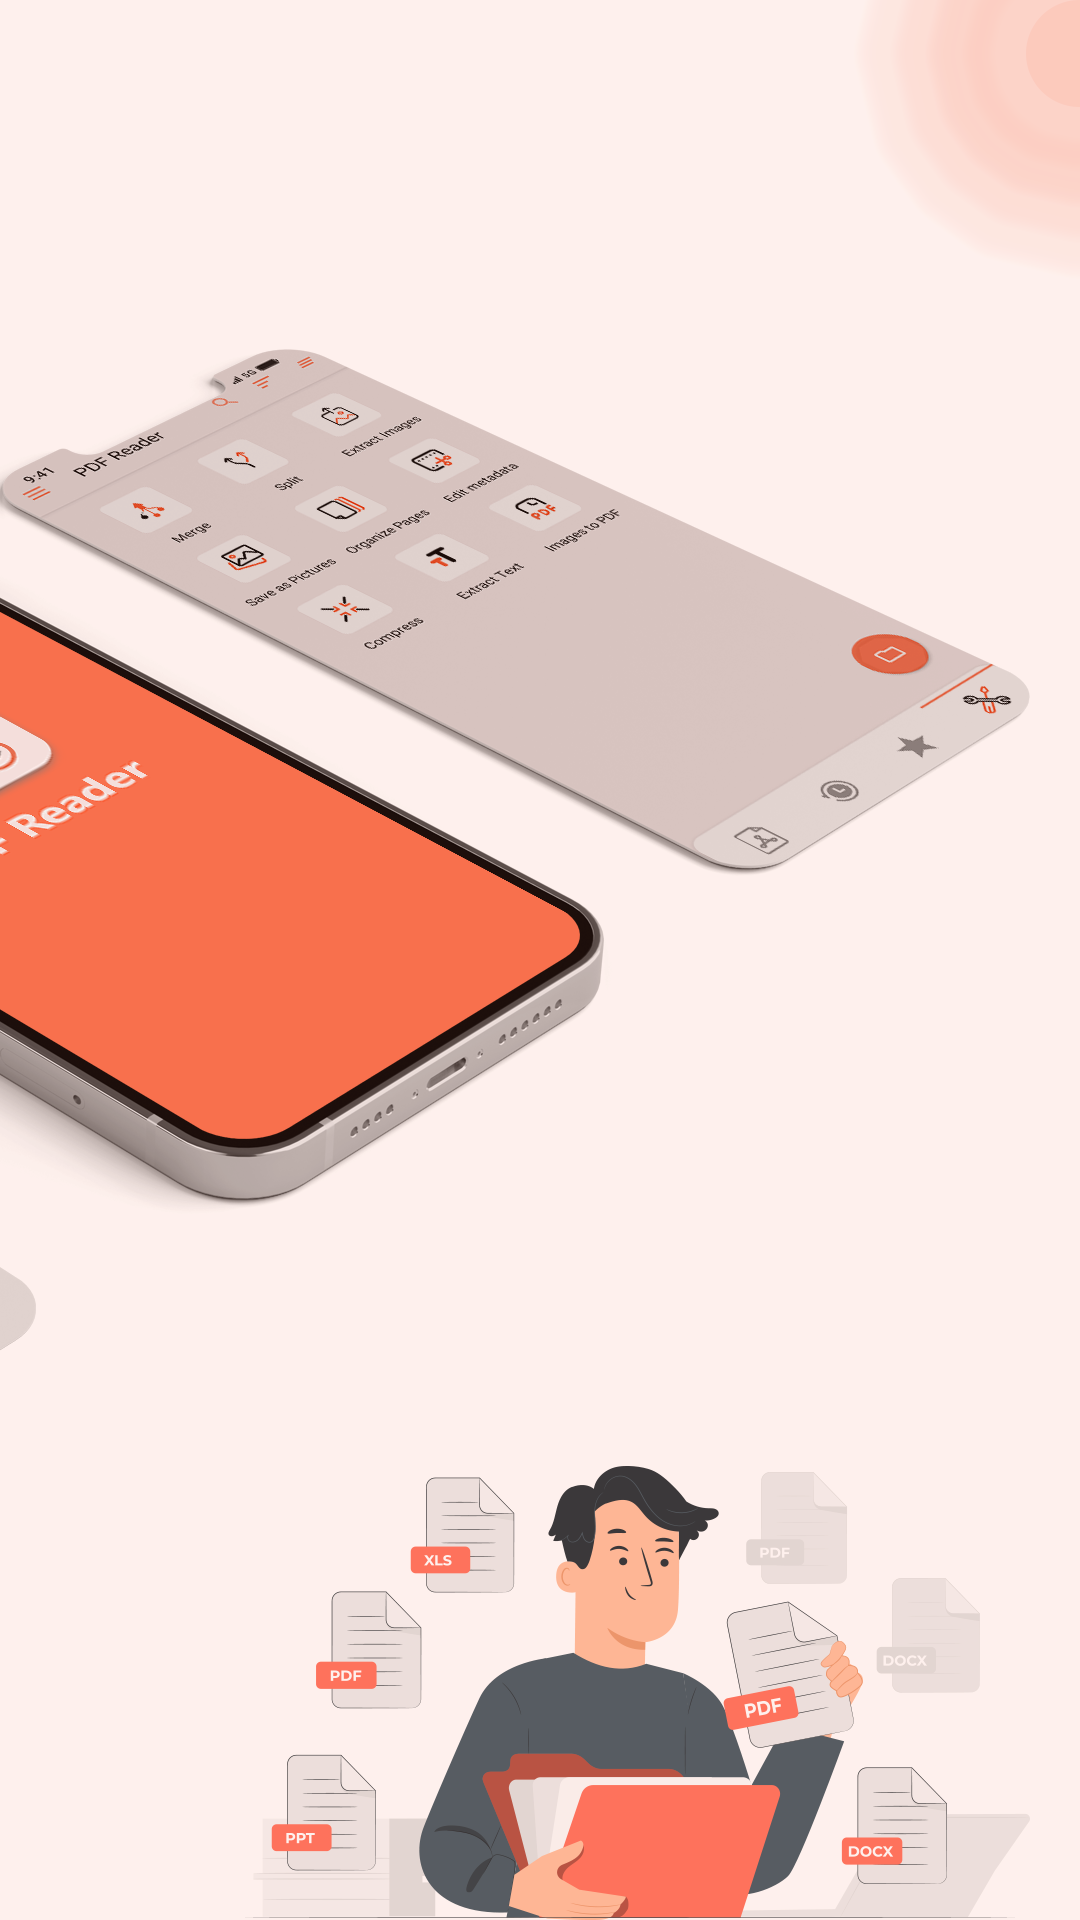 9:41
5G
PDF Reader
Merge
Split
Extract Images
Save as Pictures
Organize Pages
Edit metadata
Compress
Extract Text
Images to PDF
PDF
Reader
XLS
PDF
PDF
DOCX
PDF
PPT
DOCX